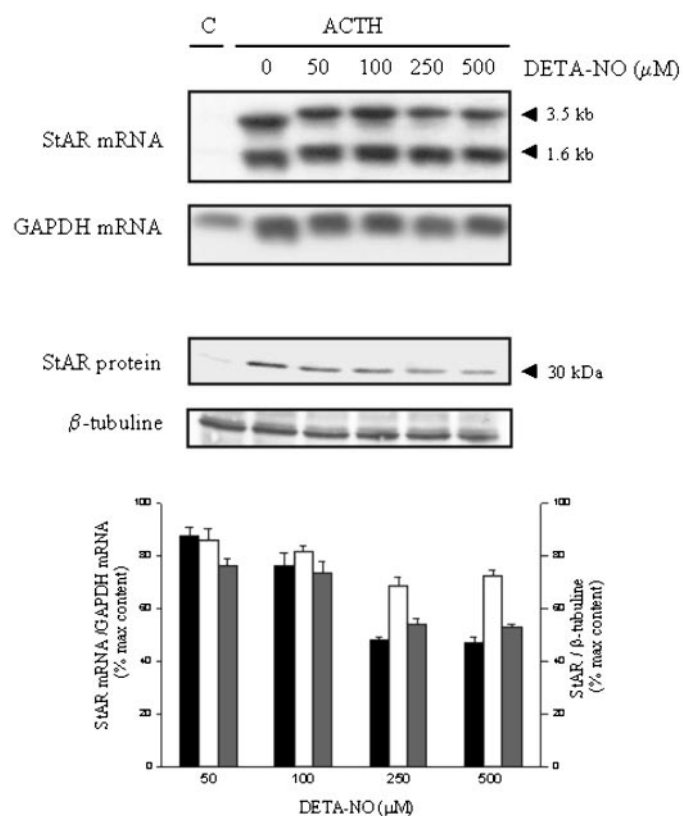 C ACTH
0 50 100 250 500 DETA-NO (µM)
StAR mRNA
3.5 kb
1.6 kb
GAPDH mRNA
StAR protein
30 kDa
β-tubuline
StAR mRNA /GAPDH mRNA
(% max content)
100
80
60
40
20
0
100
80
60
40
20
0
StAR / β-tubuline
(% max content)
50 100 250 500
DETA-NO (µM)